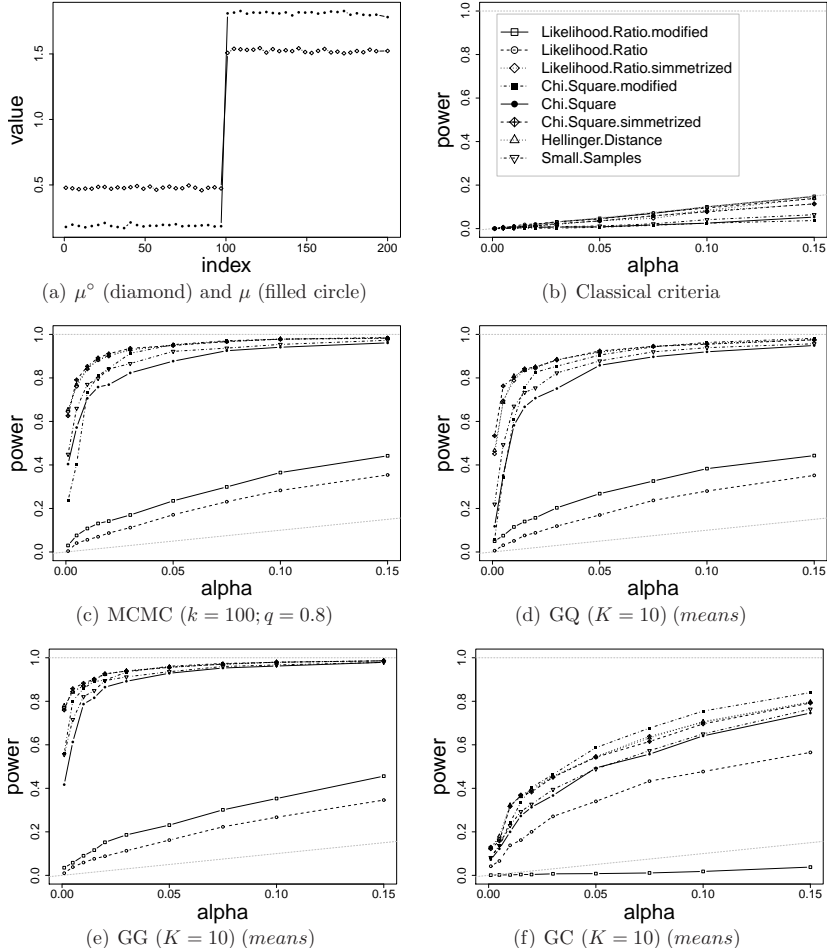 1.5
1.0
0.5
value
0 50 100 150 200
index
(a) μ° (diamond) and μ (filled circle)
1.0
0.8
0.6
0.4
0.2
0.0
power
Likelihood.Ratio.modified
Likelihood.Ratio
Likelihood.Ratio.simmetrized
Chi.Square.modified
Chi.Square
Chi.Square.simmetrized
Hellinger.Distance
Small.Samples
0.00 0.05 0.10 0.15
alpha
(b) Classical criteria
1.0
0.8
0.6
0.4
0.2
0.0
power
0.00 0.05 0.10 0.15
alpha
(c) MCMC (k = 100; q = 0.8)
1.0
0.8
0.6
0.4
0.2
0.0
power
0.00 0.05 0.10 0.15
alpha
(d) GQ (K = 10) (means)
1.0
0.8
0.6
0.4
0.2
0.0
power
0.00 0.05 0.10 0.15
alpha
(e) GG (K = 10) (means)
1.0
0.8
0.6
0.4
0.2
0.0
power
0.00 0.05 0.10 0.15
alpha
(f) GC (K = 10) (means)